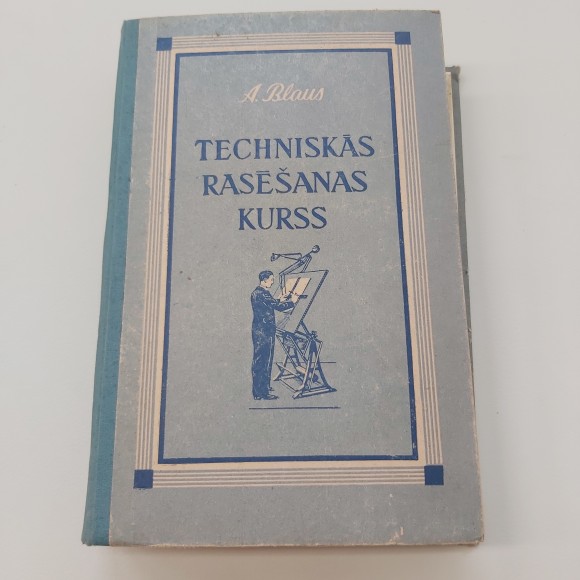 A. Blaus
TECHNISKĀS
RASĒŠANAS
KURSS